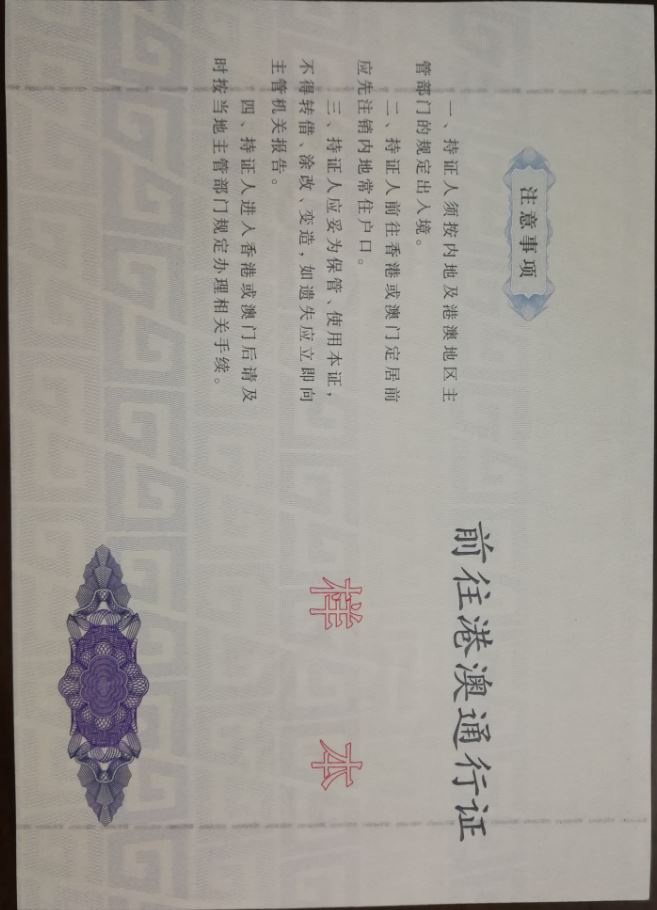 注意事项
一、持证人须按内地及港澳地区主
管部门的规定出入境。
二、持证人前往香港或澳门定居前
应先注销内地常住户口。
三、持证人应妥为保管、使用本证，
不得转借、涂改、变造，如遗失应立即向
主管机关报告。
四、持证人进入香港或澳门后请及
时按当地主管部门规定办理相关手续。
前往港澳通行证
样本